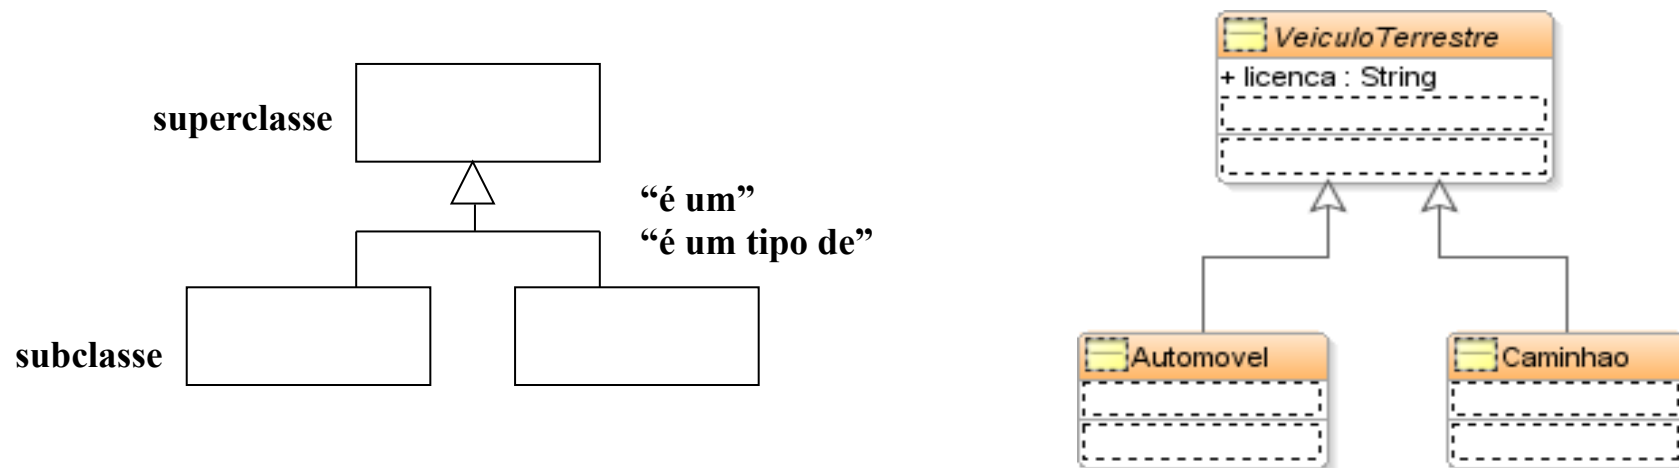 superclasse
“é um”
“é um tipo de”
subclasse
VeiculoTerrestre
+ licenca : String
Automovel
Caminhao